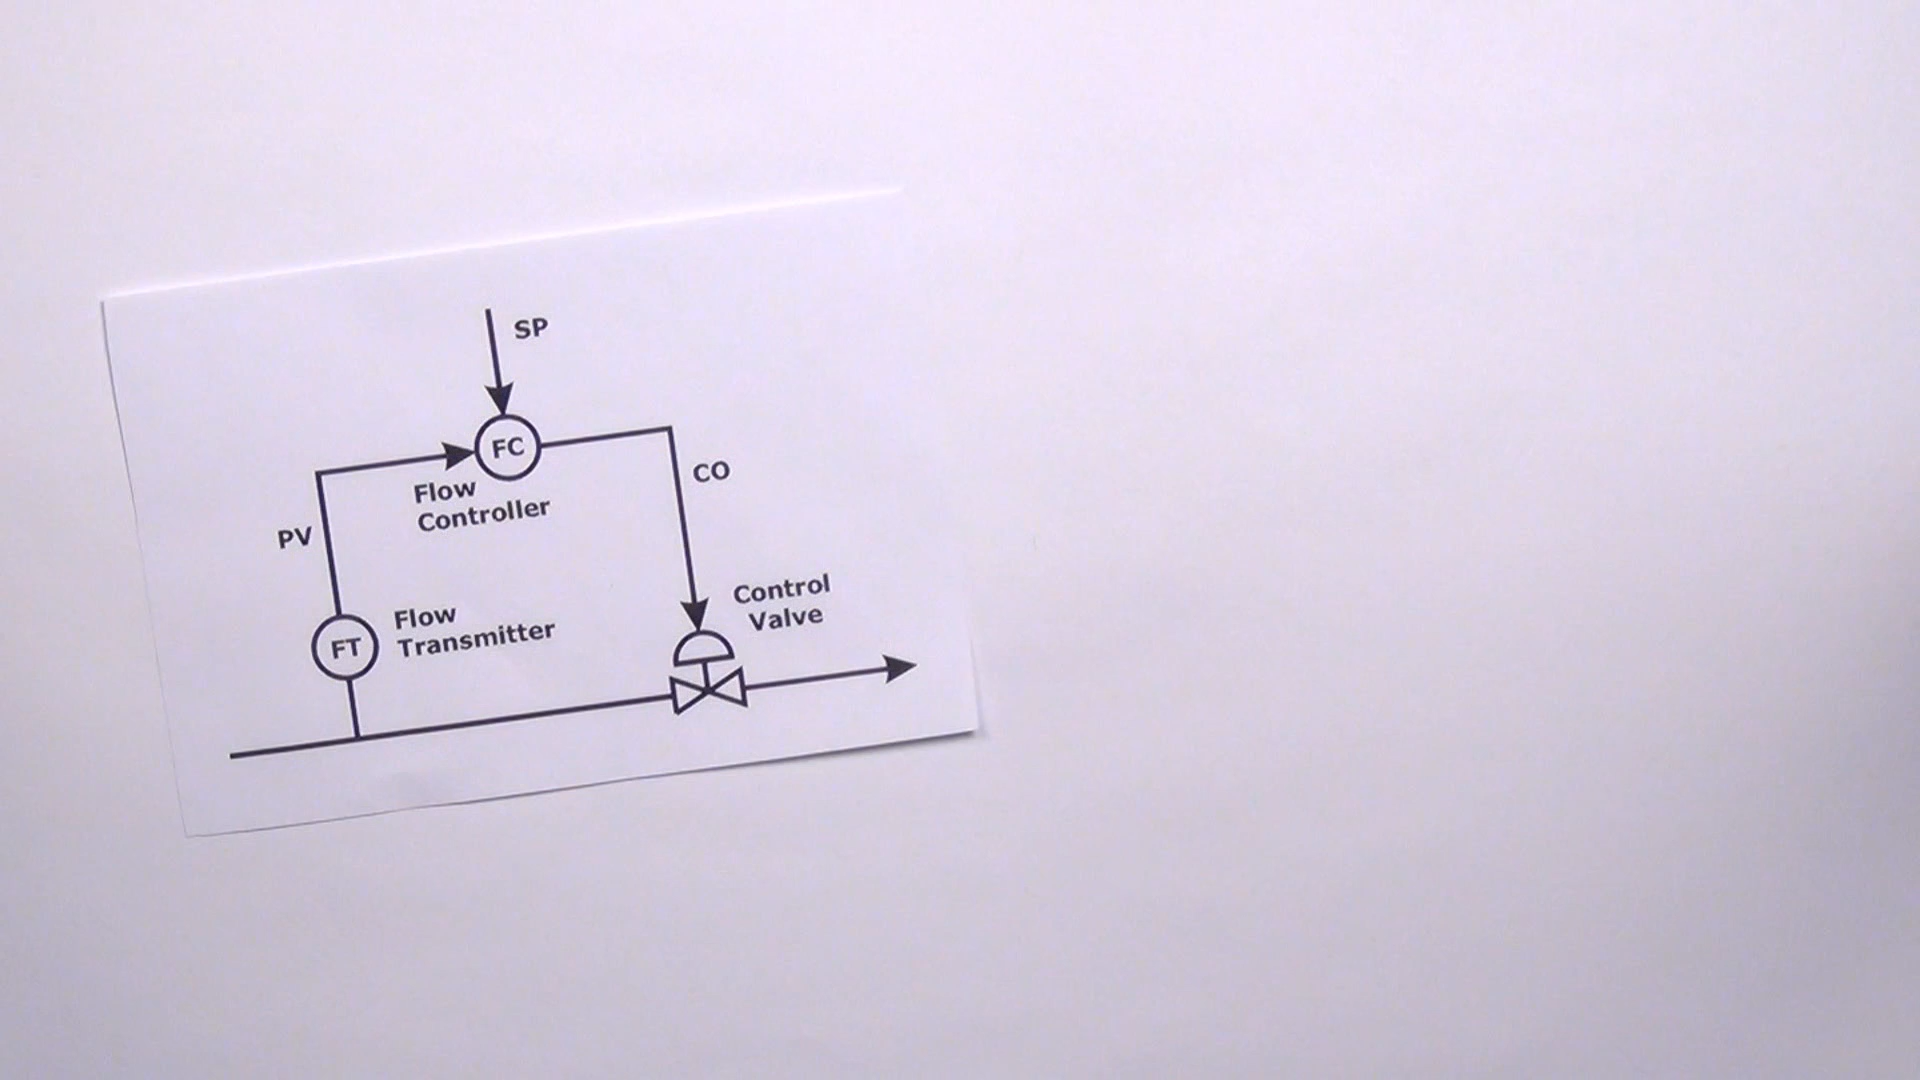 SP
FC
Flow
Controller
CO
PV
Control
Valve
Flow
Transmitter
FT